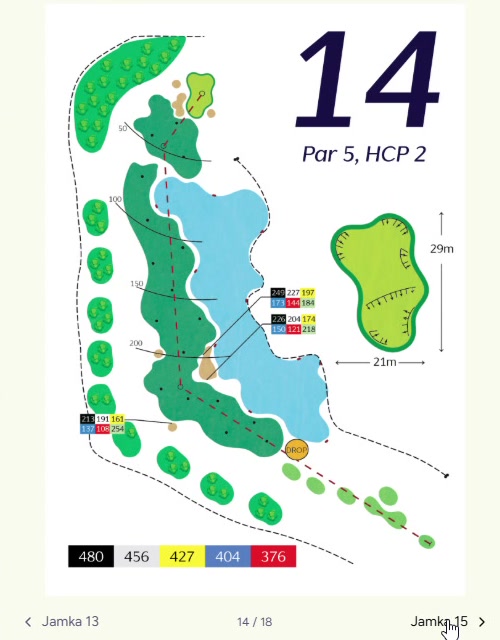 14
Par 5, HCP 2
50
100
150
200
249 227 197
173 144 184
226 204 174
150 121 218
213 191 161
137 108 254
29m
21m
DROP
480 456 427 404 376
Jamka 13
14 / 18
Jamka 15